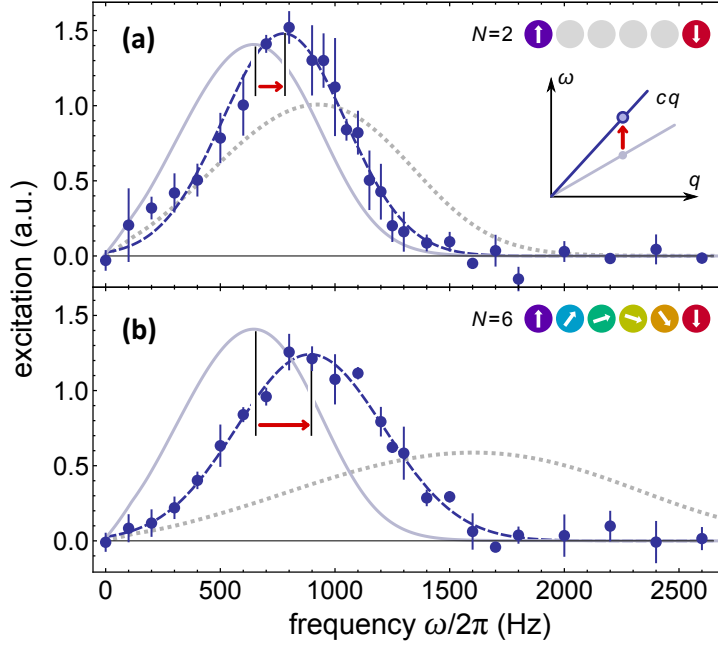 (a)
N=2
1.5
1.0
0.5
0.0
ω
cq
q
excitation (a.u.)
(b)
N=6
1.5
1.0
0.5
0.0
0 500 1000 1500 2000 2500
frequency ω/2π (Hz)